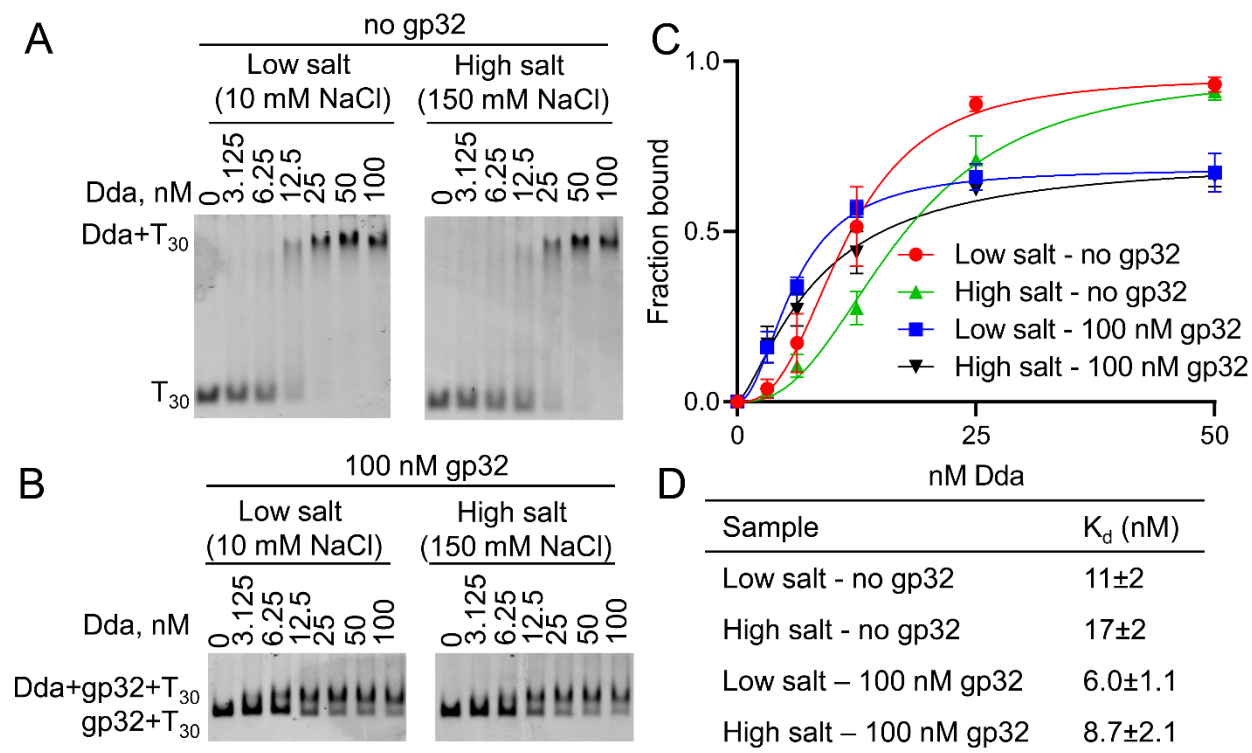 A
no gp32
Low salt
(10 mM NaCl)
High salt
(150 mM NaCl)
Dda, nM
0 3.125 6.25 12.5 25 50 100
0 3.125 6.25 12.5 25 50 100
Dda+T30
T30
B
100 nM gp32
Low salt
(10 mM NaCl)
High salt
(150 mM NaCl)
Dda, nM
0 3.125 6.25 12.5 25 50 100
0 3.125 6.25 12.5 25 50 100
Dda+gp32+T30
gp32+T30
C
Fraction bound
1.0
0.5
0.0
0 25 50
nM Dda
Low salt - no gp32
High salt - no gp32
Low salt - 100 nM gp32
High salt - 100 nM gp32
D
Sample Kd (nM)
Low salt - no gp32 11±2
High salt - no gp32 17±2
Low salt – 100 nM gp32 6.0±1.1
High salt – 100 nM gp32 8.7±2.1